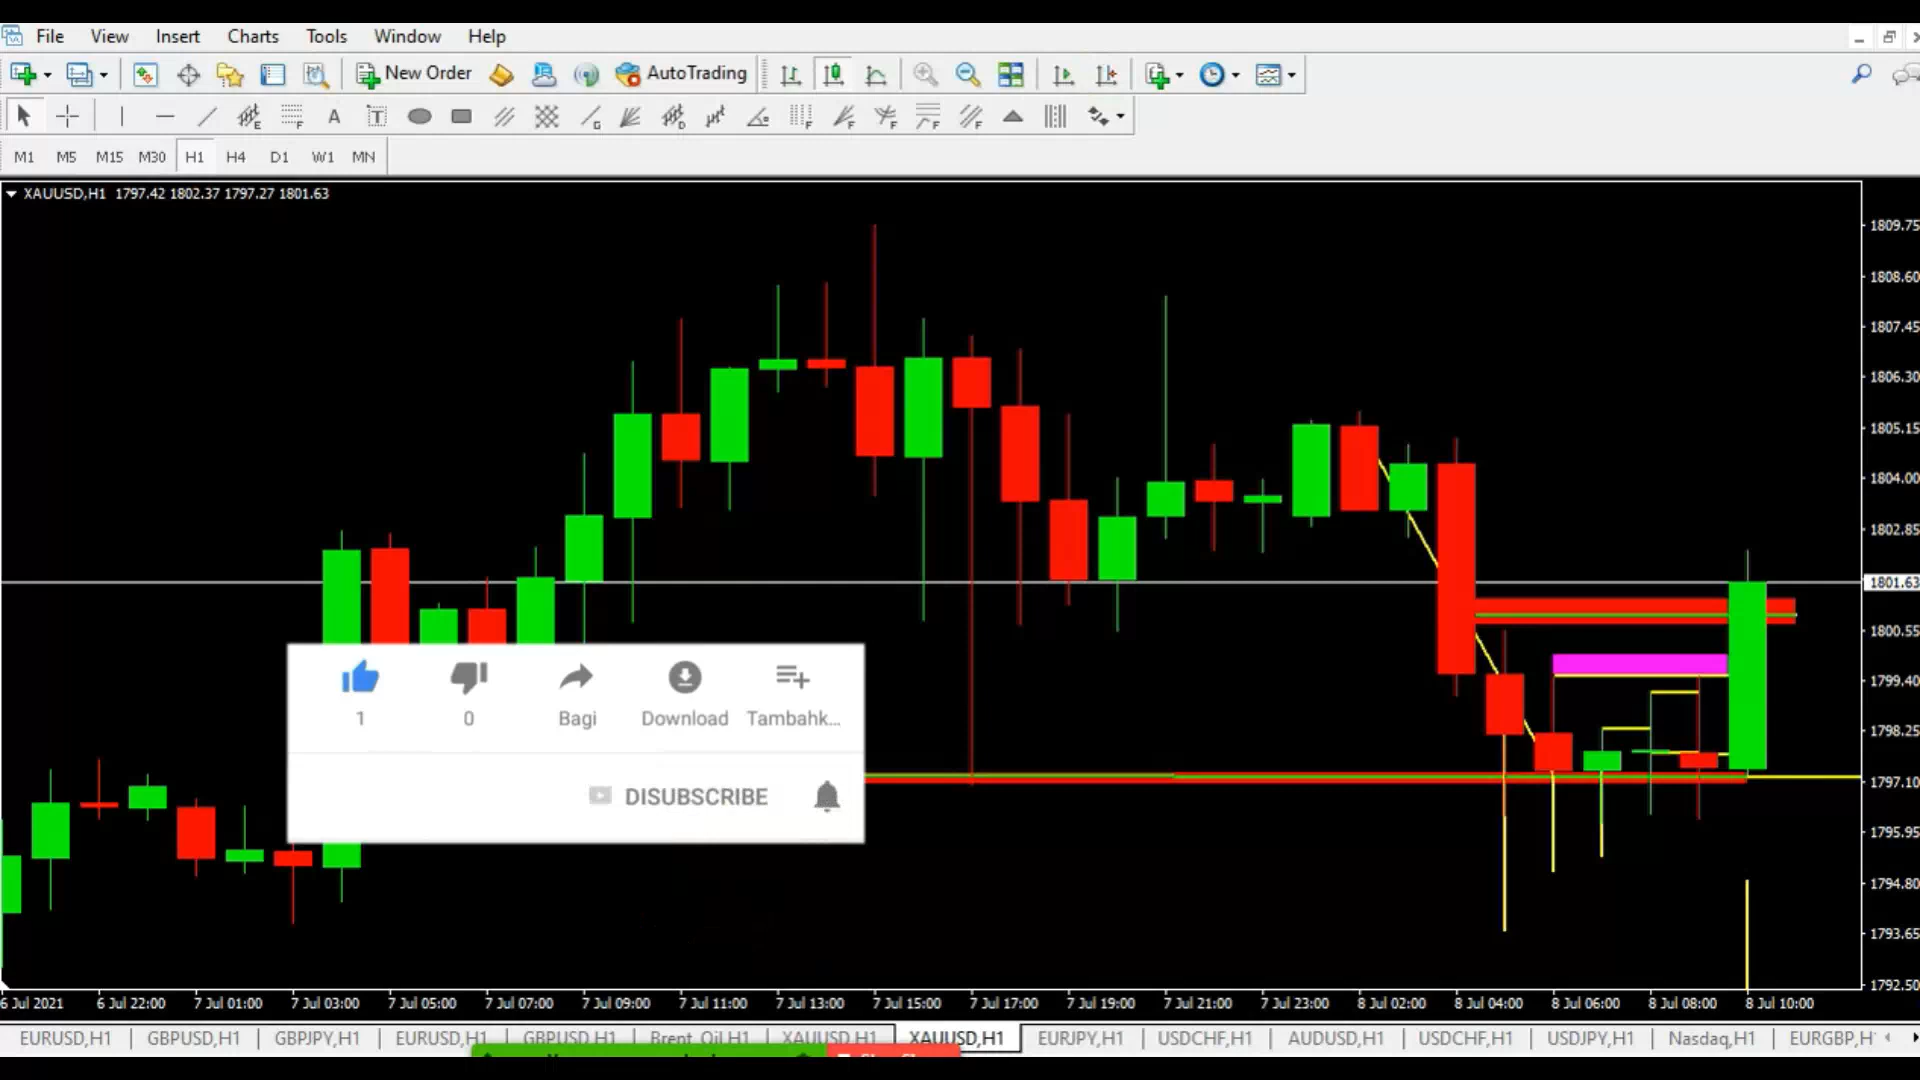 File View Insert Charts Tools Window Help
New Order AutoTrading
E F A T G D F F F F F
M1 M5 M15 M30 H1 H4 D1 W1 MN
XAUUSD,H1 1797.42 1802.37 1797.27 1801.63
1809.75
1808.60
1807.45
1806.30
1805.15
1804.00
1802.85
1801.63
1800.55
1799.40
1798.25
1797.10
1795.95
1794.80
1793.65
1792.50
1 0 Bagi Download Tambahk...
DISUBSCRIBE
6 Jul 2021 6 Jul 22:00 7 Jul 01:00 7 Jul 03:00 7 Jul 05:00 7 Jul 07:00 7 Jul 09:00 7 Jul 11:00 7 Jul 13:00 7 Jul 15:00 7 Jul 17:00 7 Jul 19:00 7 Jul 21:00 7 Jul 23:00 8 Jul 02:00 8 Jul 04:00 8 Jul 06:00 8 Jul 08:00 8 Jul 10:00
EURUSD,H1 GBPUSD,H1 GBPJPY,H1 EURUSD,H1 GBPUSD,H1 Brent_Oil,H1 XAUUSD,H1 XAUUSD,H1 EURJPY,H1 USDCHF,H1 AUDUSD,H1 USDCHF,H1 USDJPY,H1 Nasdaq,H1 EURGBP,H